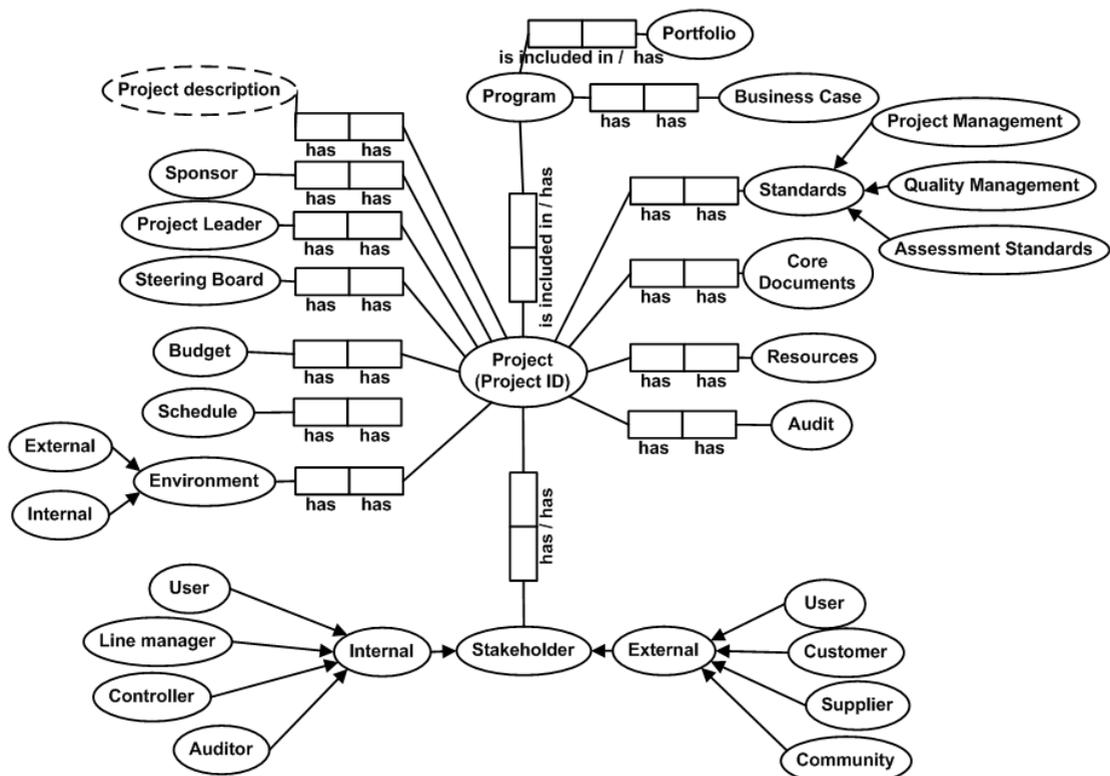 Portfolio
is included in / has
Program
has has
Business Case
Project description
has has
Project Management
Sponsor
has has
is included in / has
has has
Standards
Quality Management
Project Leader
has has
Assessment Standards
Steering Board
has has
has has
Core
Documents
Budget
has has
Project
(Project ID)
has has
Resources
Schedule
has has
has has
Audit
External
Environment
has has
Internal
has / has
User
Line manager
Controller
Auditor
Internal
Stakeholder
External
User
Customer
Supplier
Community